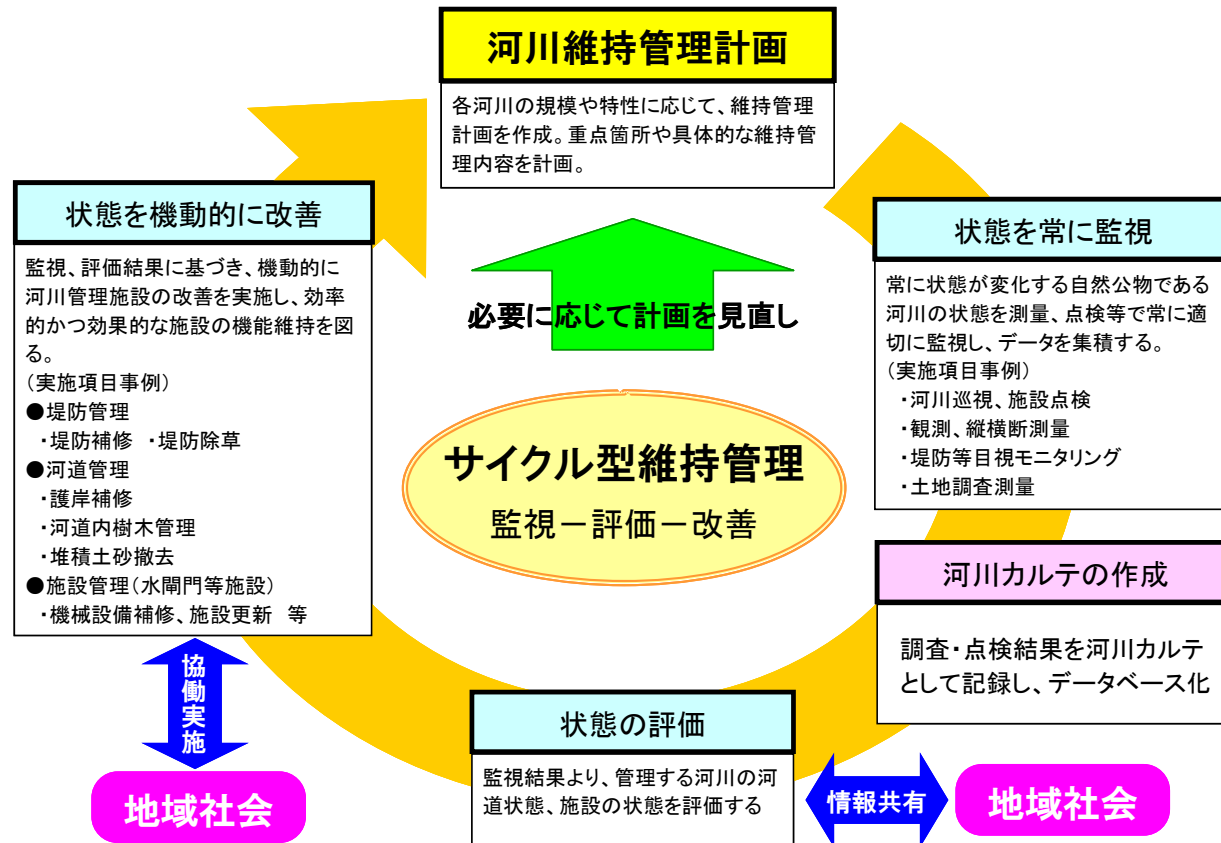 河川維持管理計画
各河川の規模や特性に応じて、維持管理
計画を作成。重点箇所や具体的な維持管
理内容を計画。
状態を常に監視
常に状態が変化する自然公物である
河川の状態を測量、点検等で常に適
切に監視し、データを集積する。
（実施項目事例）
・河川巡視、施設点検
・観測、縦横断測量
・堤防等目視モニタリング
・土地調査測量
河川カルテの作成
調査・点検結果を河川カルテ
として記録し、データベース化
状態の評価
監視結果より、管理する河川の河
道状態、施設の状態を評価する
情報共有
地域社会
状態を機動的に改善
監視、評価結果に基づき、機動的に
河川管理施設の改善を実施し、効率
的かつ効果的な施設の機能維持を図
る。
（実施項目事例）
●堤防管理
・堤防補修　・堤防除草
●河道管理
・護岸補修
・河道内樹木管理
・堆積土砂撤去
●施設管理（水閘門等施設）
・機械設備補修、施設更新　等
協働実施
地域社会
必要に応じて計画を見直し
サイクル型維持管理
監視－評価－改善